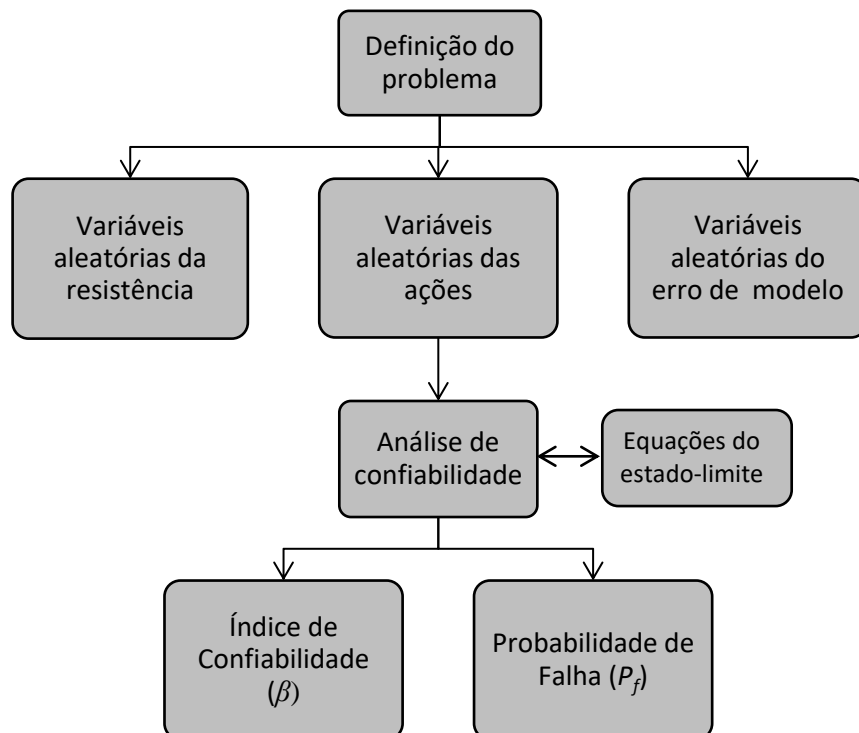 Definição do
problema
Variáveis
aleatórias da
resistência
Variáveis
aleatórias das
ações
Variáveis
aleatórias do
erro de modelo
Análise de
confiabilidade
Equações do
estado-limite
Índice de
Confiabilidade
(β)
Probabilidade de
Falha (Pf)